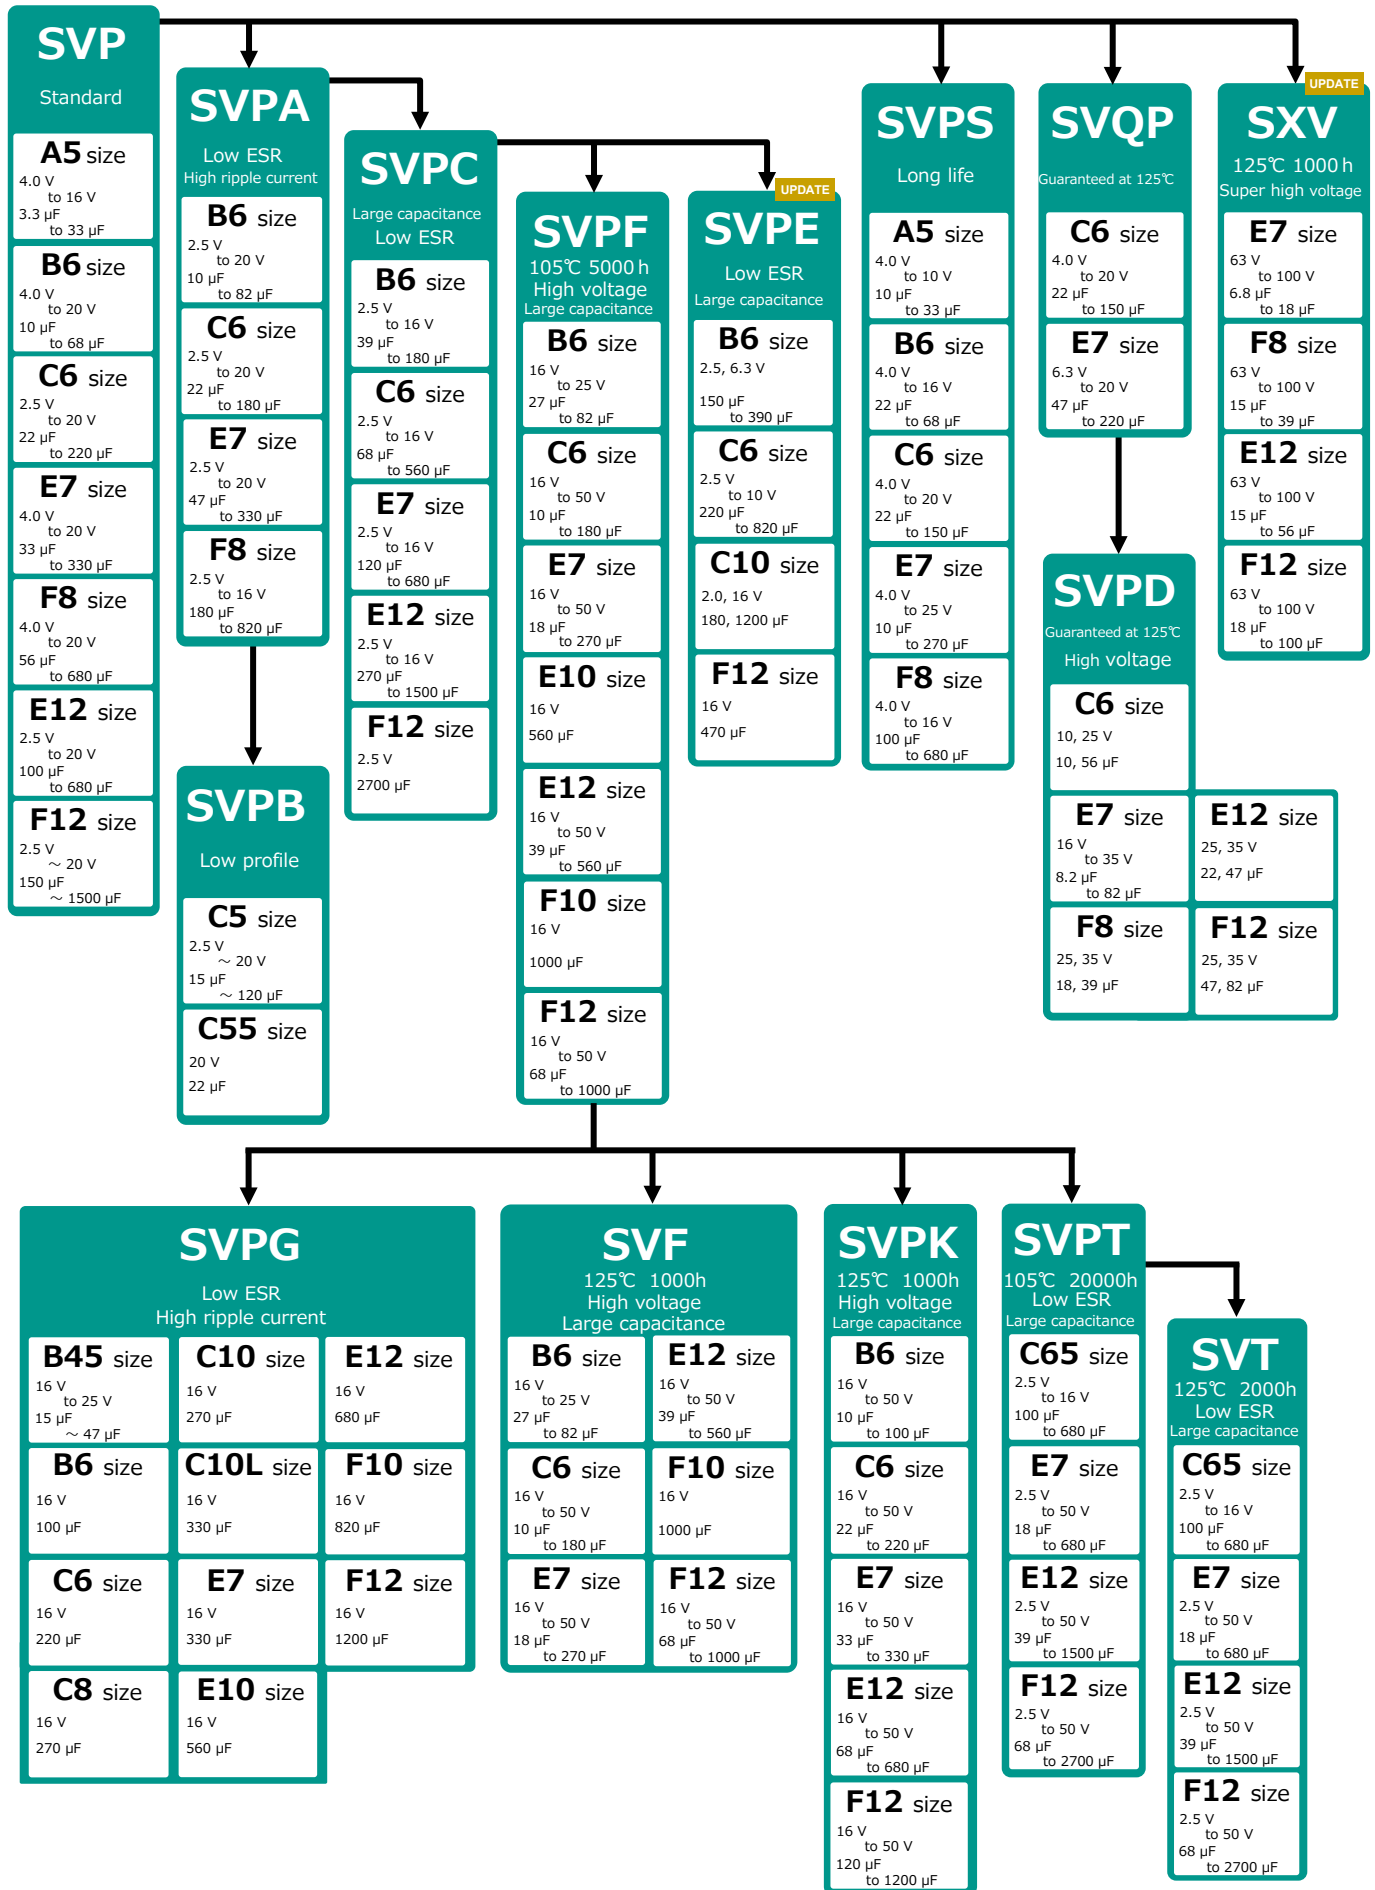 SVP
Standard
A5 size
4.0 V
to 16 V
3.3 µF
to 33 µF
B6 size
4.0 V
to 20 V
10 µF
to 68 µF
C6 size
2.5 V
to 20 V
22 µF
to 220 µF
E7 size
4.0 V
to 20 V
33 µF
to 330 µF
F8 size
4.0 V
to 20 V
56 µF
to 680 µF
E12 size
2.5 V
to 20 V
100 µF
to 680 µF
F12 size
2.5 V
～ 20 V
150 µF
～ 1500 µF
SVPA
Low ESR
High ripple current
B6 size
2.5 V
to 20 V
10 µF
to 82 µF
C6 size
2.5 V
to 20 V
22 µF
to 180 µF
E7 size
2.5 V
to 20 V
47 µF
to 330 µF
F8 size
2.5 V
to 16 V
180 µF
to 820 µF
SVPB
Low profile
C5 size
2.5 V
～ 20 V
15 µF
～ 120 µF
C55 size
20 V
22 µF
SVPC
Large capacitance
Low ESR
B6 size
2.5 V
to 16 V
39 µF
to 180 µF
C6 size
2.5 V
to 16 V
68 µF
to 560 µF
E7 size
2.5 V
to 16 V
120 µF
to 680 µF
E12 size
2.5 V
to 16 V
270 µF
to 1500 µF
F12 size
2.5 V
2700 µF
SVPF
105℃ 5000 h
High voltage
Large capacitance
B6 size
16 V
to 25 V
27 µF
to 82 µF
C6 size
16 V
to 50 V
10 µF
to 180 µF
E7 size
16 V
to 50 V
18 µF
to 270 µF
E10 size
16 V
560 µF
E12 size
16 V
to 50 V
39 µF
to 560 µF
F10 size
16 V
1000 µF
F12 size
16 V
to 50 V
68 µF
to 1000 µF
UPDATE
SVPE
Low ESR
Large capacitance
B6 size
2.5, 6.3 V
150 µF
to 390 µF
C6 size
2.5 V
to 10 V
220 µF
to 820 µF
C10 size
2.0, 16 V
180, 1200 µF
F12 size
16 V
470 µF
SVPS
Long life
A5 size
4.0 V
to 10 V
10 µF
to 33 µF
B6 size
4.0 V
to 16 V
22 µF
to 68 µF
C6 size
4.0 V
to 20 V
22 µF
to 150 µF
E7 size
4.0 V
to 25 V
10 µF
to 270 µF
F8 size
4.0 V
to 16 V
100 µF
to 680 µF
SVQP
Guaranteed at 125℃
C6 size
4.0 V
to 20 V
22 µF
to 150 µF
E7 size
6.3 V
to 20 V
47 µF
to 220 µF
SVPD
Guaranteed at 125℃
High voltage
C6 size
10, 25 V
10, 56 µF
E7 size
16 V
to 35 V
8.2 µF
to 82 µF
F8 size
25, 35 V
18, 39 µF
E12 size
25, 35 V
22, 47 µF
F12 size
25, 35 V
47, 82 µF
UPDATE
SXV
125℃ 1000 h
Super high voltage
E7 size
63 V
to 100 V
6.8 µF
to 18 µF
F8 size
63 V
to 100 V
15 µF
to 39 µF
E12 size
63 V
to 100 V
15 µF
to 56 µF
F12 size
63 V
to 100 V
18 µF
to 100 µF
SVPG
Low ESR
High ripple current
B45 size
16 V
to 25 V
15 µF
～ 47 µF
B6 size
16 V
100 µF
C6 size
16 V
220 µF
C8 size
16 V
270 µF
C10 size
16 V
270 µF
C10L size
16 V
330 µF
E7 size
16 V
330 µF
E10 size
16 V
560 µF
E12 size
16 V
680 µF
F10 size
16 V
820 µF
F12 size
16 V
1200 µF
SVF
125℃ 1000h
High voltage
Large capacitance
B6 size
16 V
to 25 V
27 µF
to 82 µF
C6 size
16 V
to 50 V
10 µF
to 180 µF
E7 size
16 V
to 50 V
18 µF
to 270 µF
E12 size
16 V
to 50 V
39 µF
to 560 µF
F10 size
16 V
1000 µF
F12 size
16 V
to 50 V
68 µF
to 1000 µF
SVPK
125℃ 1000h
High voltage
Large capacitance
B6 size
16 V
to 50 V
10 µF
to 100 µF
C6 size
16 V
to 50 V
22 µF
to 220 µF
E7 size
16 V
to 50 V
33 µF
to 330 µF
E12 size
16 V
to 50 V
68 µF
to 680 µF
F12 size
16 V
to 50 V
120 µF
to 1200 µF
SVPT
105℃ 20000h
Low ESR
Large capacitance
C65 size
2.5 V
to 16 V
100 µF
to 680 µF
E7 size
2.5 V
to 50 V
18 µF
to 680 µF
E12 size
2.5 V
to 50 V
39 µF
to 1500 µF
F12 size
2.5 V
to 50 V
68 µF
to 2700 µF
SVT
125℃ 2000h
Low ESR
Large capacitance
C65 size
2.5 V
to 16 V
100 µF
to 680 µF
E7 size
2.5 V
to 50 V
18 µF
to 680 µF
E12 size
2.5 V
to 50 V
39 µF
to 1500 µF
F12 size
2.5 V
to 50 V
68 µF
to 2700 µF